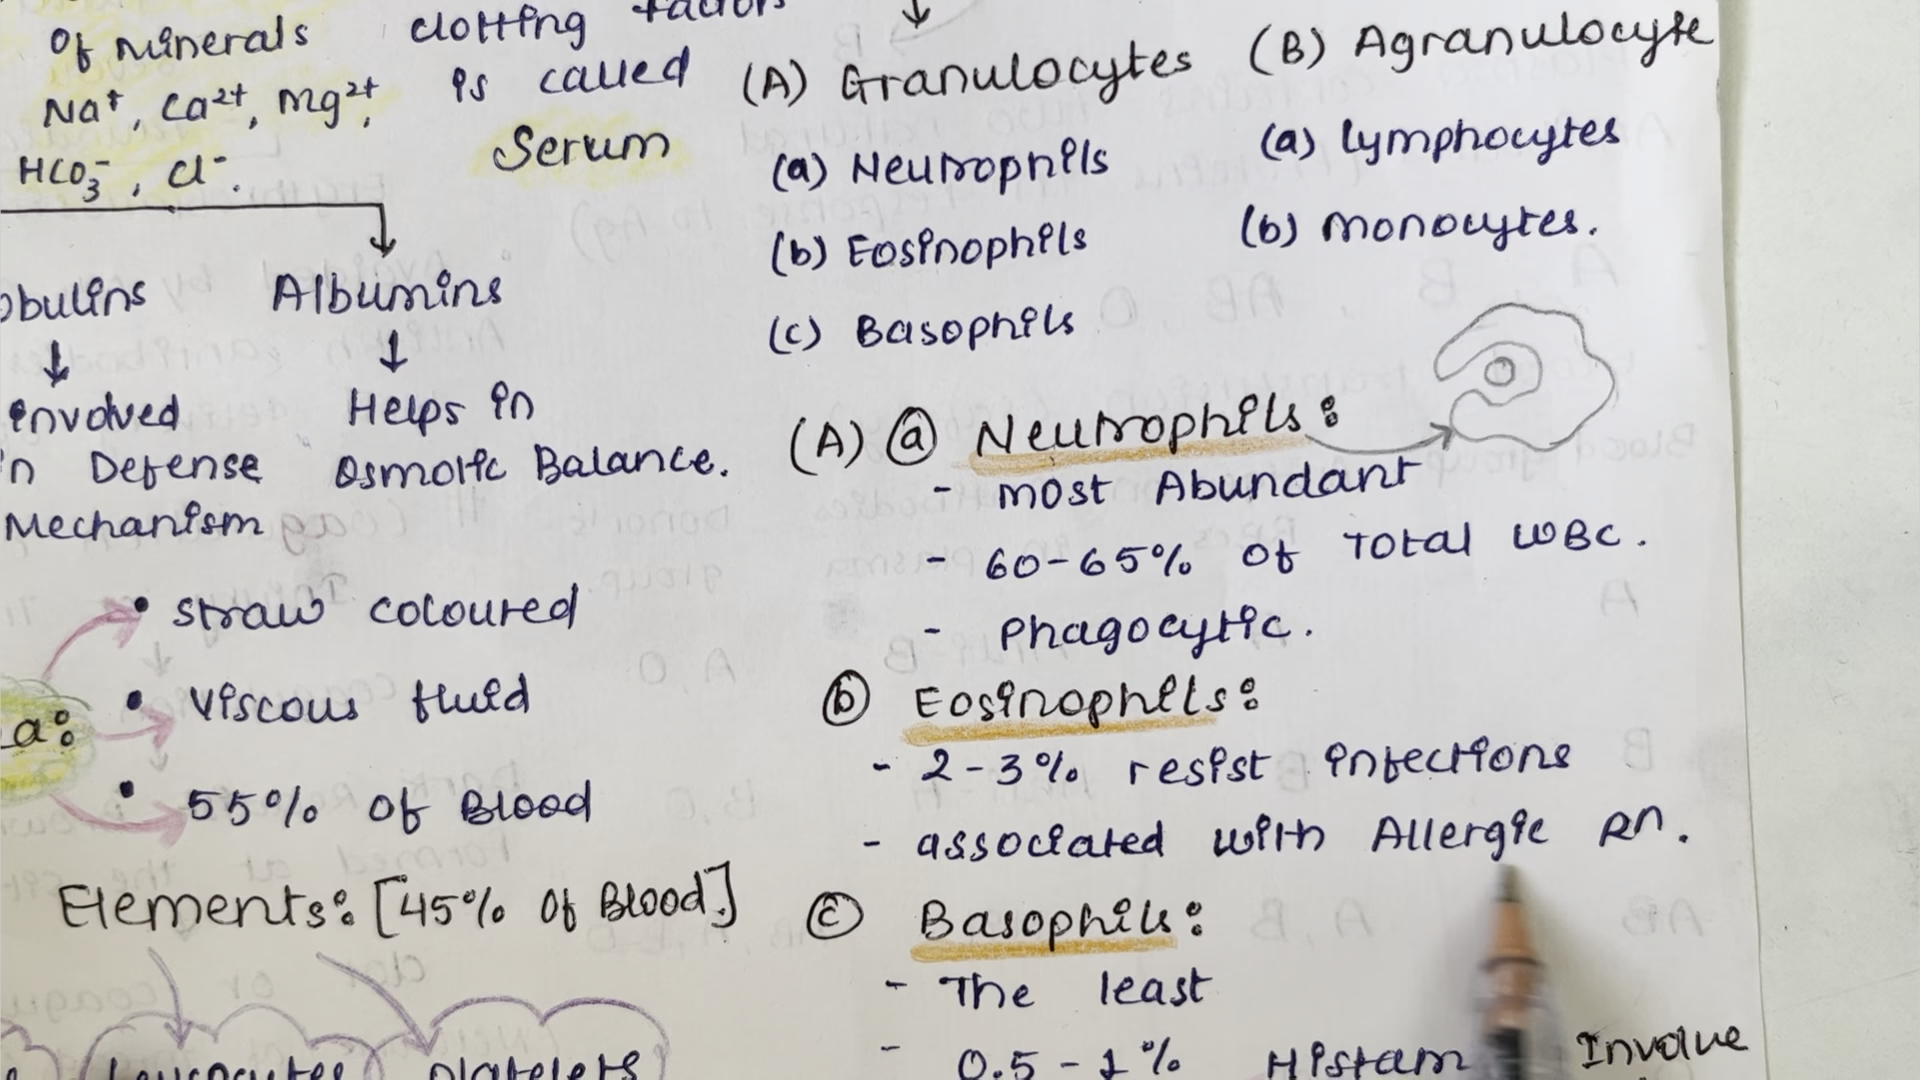 of minerals
Na⁺, Ca²⁺, Mg²⁺,
HCO₃⁻, Cl⁻.
clotting factors
is called
Serum
Albumins
↓
involved
Defense
Mechanism
↓
Helps in
Osmotic Balance.
• straw coloured
• viscous fluid
• 55% of Blood
Elements: [45% of Blood.]
platelets
(A) Granulocytes
(a) Neutrophils
(b) Eosinophils
(c) Basophils
(B) Agranulocyte
(a) lymphocytes
(b) monocytes.
(A) (a) Neutrophils:
- most Abundant
- 60-65% of Total WBC.
- Phagocytic.
(b) Eosinophils:
- 2-3% resist infections
- associated with Allergic Rn.
(c) Basophils:
- The least
- 0.5-1% Histam Involve